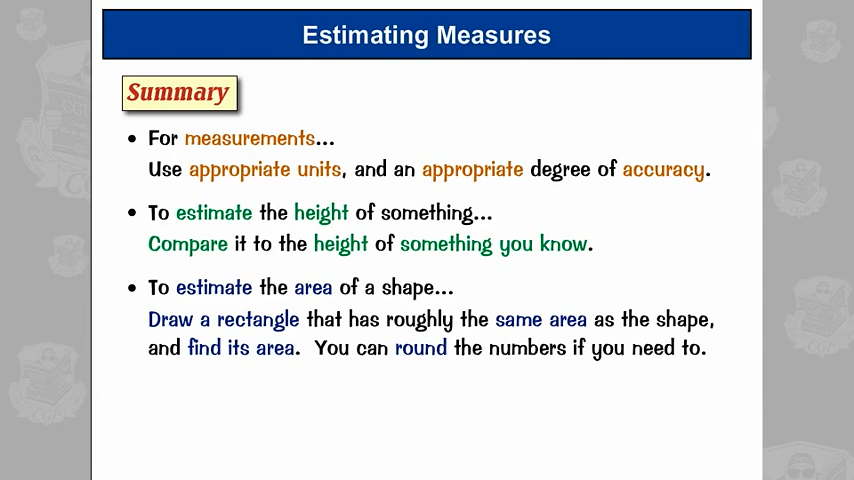 Estimating Measures
Summary
• For measurements...
Use appropriate units, and an appropriate degree of accuracy.
• To estimate the height of something...
Compare it to the height of something you know.
• To estimate the area of a shape...
Draw a rectangle that has roughly the same area as the shape,
and find its area. You can round the numbers if you need to.